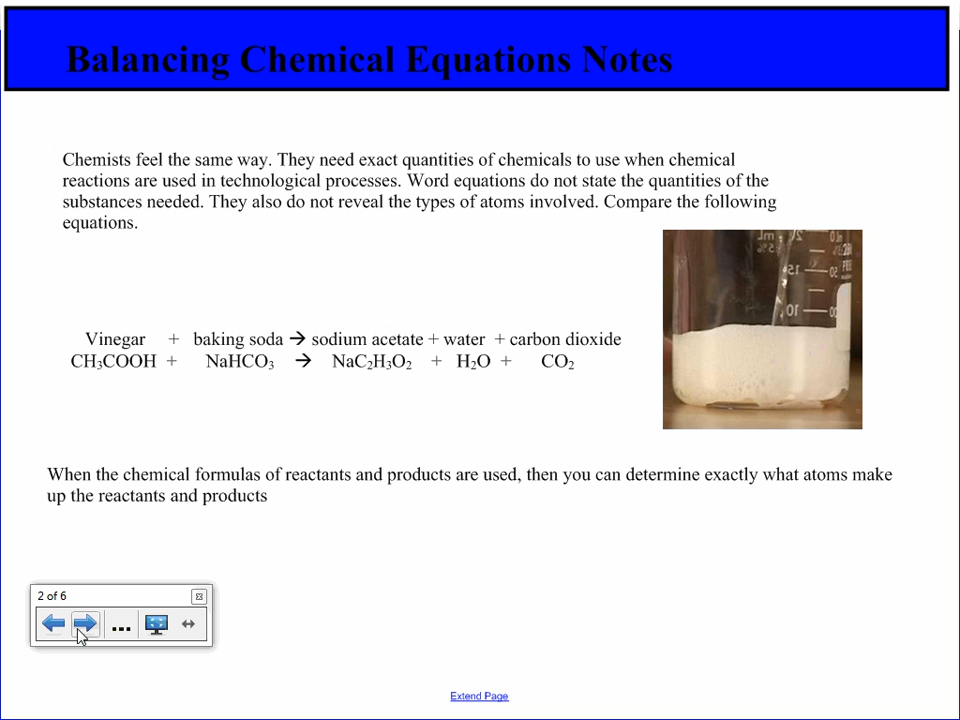 Balancing Chemical Equations Notes
Chemists feel the same way. They need exact quantities of chemicals to use when chemical
reactions are used in technological processes. Word equations do not state the quantities of the
substances needed. They also do not reveal the types of atoms involved. Compare the following
equations.
Vinegar + baking soda → sodium acetate + water + carbon dioxide
CH₃COOH + NaHCO₃ → NaC₂H₃O₂ + H₂O + CO₂
15
10
When the chemical formulas of reactants and products are used, then you can determine exactly what atoms make
up the reactants and products
2 of 6
...
Extend Page